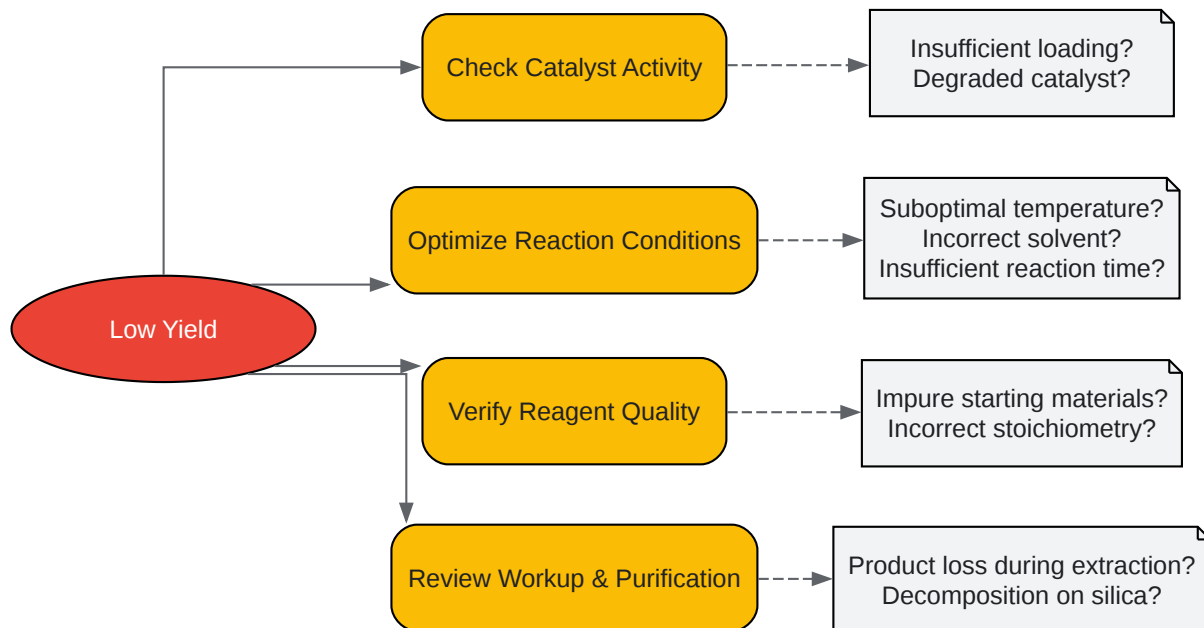 Check Catalyst Activity
Insufficient loading?
Degraded catalyst?
Optimize Reaction Conditions
Suboptimal temperature?
Incorrect solvent?
Insufficient reaction time?
Low Yield
Verify Reagent Quality
Impure starting materials?
Incorrect stoichiometry?
Review Workup & Purification
Product loss during extraction?
Decomposition on silica?